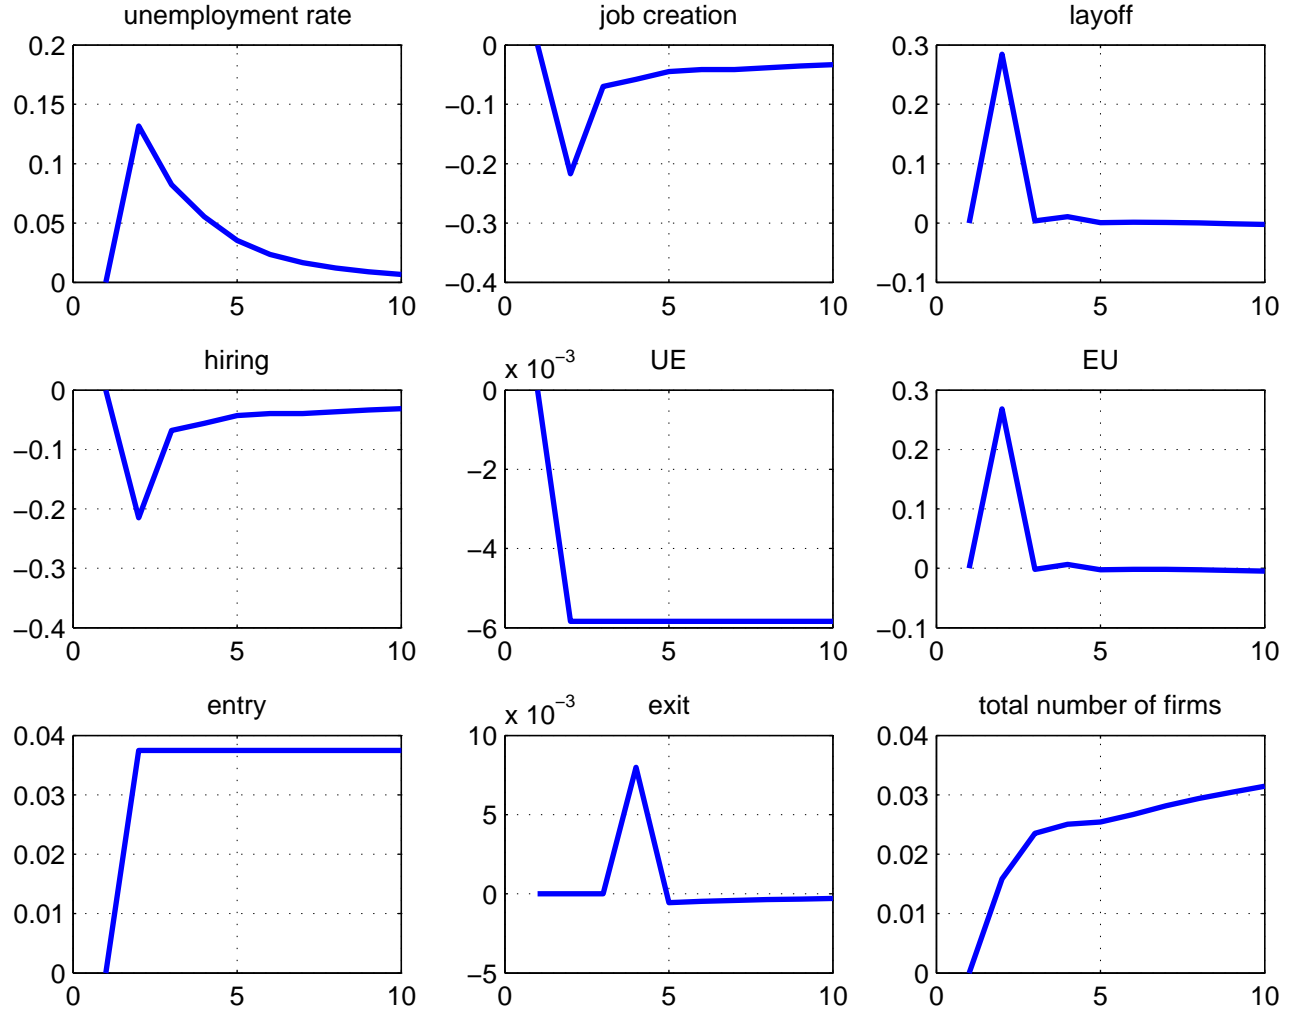 unemployment rate
job creation
layoff
0.2
0.15
0.1
0.05
0
0 5 10
0
−0.1
−0.2
−0.3
−0.4
0 5 10
0.3
0.2
0.1
0
−0.1
0 5 10
hiring
UE
EU
0
−0.1
−0.2
−0.3
−0.4
0 5 10
x 10⁻³
0
−2
−4
−6
0 5 10
0.3
0.2
0.1
0
−0.1
0 5 10
entry
exit
total number of firms
0.04
0.03
0.02
0.01
0
0 5 10
x 10⁻³
10
5
0
−5
0 5 10
0.04
0.03
0.02
0.01
0
0 5 10